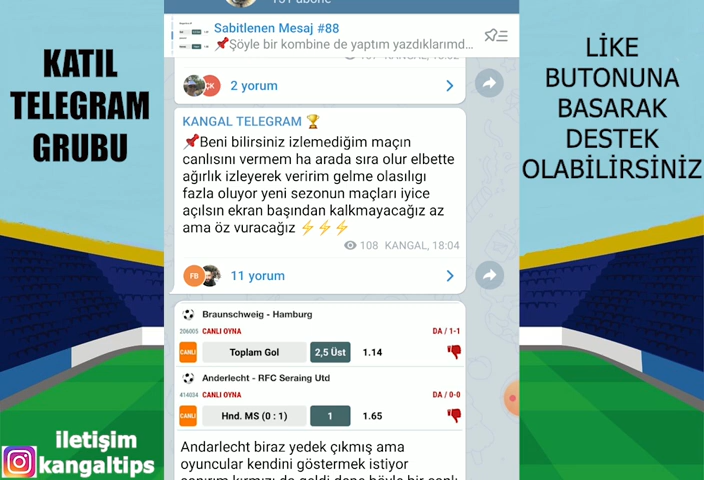 KATIL
TELEGRAM
GRUBU
iletişim
kangaltips
Sabitlenen Mesaj #88
📌Şöyle bir kombine de yaptım yazdıklarımd...
2 yorum
KANGAL TELEGRAM 🏆
📌Beni bilirsiniz izlemediğim maçın
canlısını vermem ha arada sıra olur elbette
ağırlık izleyerek veririm gelme olasılığı
fazla oluyor yeni sezonun maçları iyice
açılsın ekran başından kalkmayacağız az
ama öz vuracağız ⚡⚡⚡
108 KANGAL, 18:04
FB
11 yorum
Braunschweig - Hamburg
206005 CANLI OYNA DA / 1-1
CANLI Toplam Gol 2,5 Üst 1.14
Anderlecht - RFC Seraing Utd
414034 CANLI OYNA DA / 0-0
CANLI Hnd. MS (0 : 1) 1 1.65
Andarlecht biraz yedek çıkmış ama
oyuncular kendini göstermek istiyor
LİKE
BUTONUNA
BASARAK
DESTEK
OLABİLİRSİNİZ